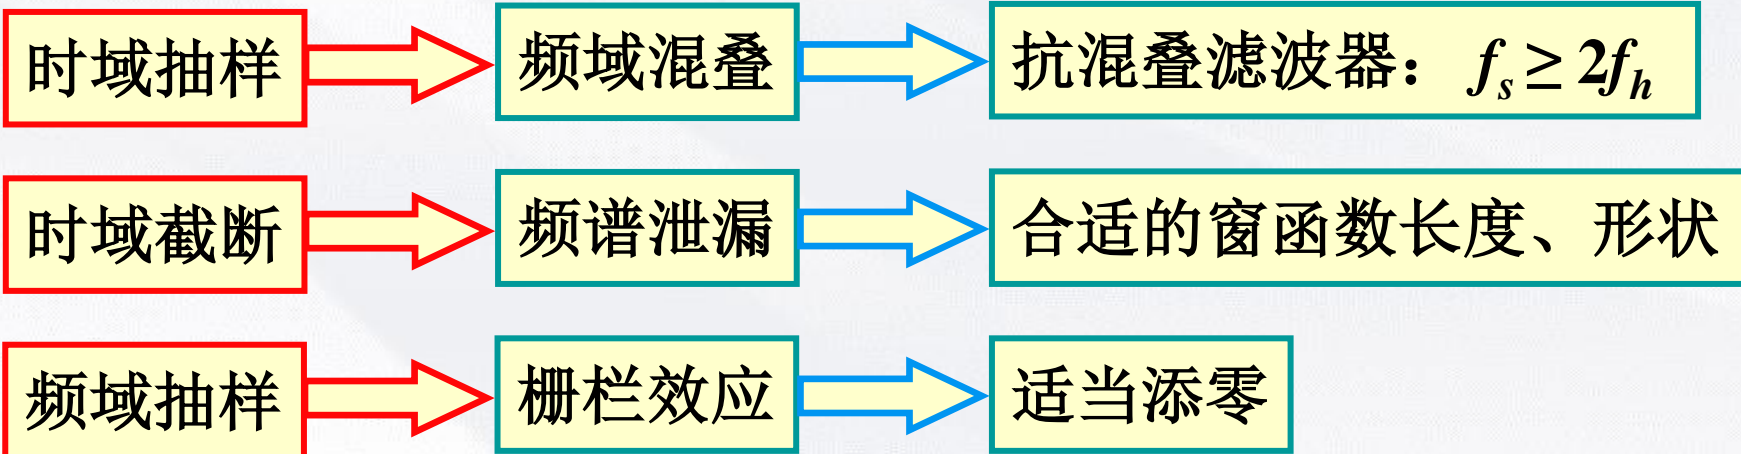 时域抽样 频域混叠 抗混叠滤波器： f_s ≥ 2f_h
时域截断 频谱泄漏 合适的窗函数长度、形状
频域抽样 栅栏效应 适当添零